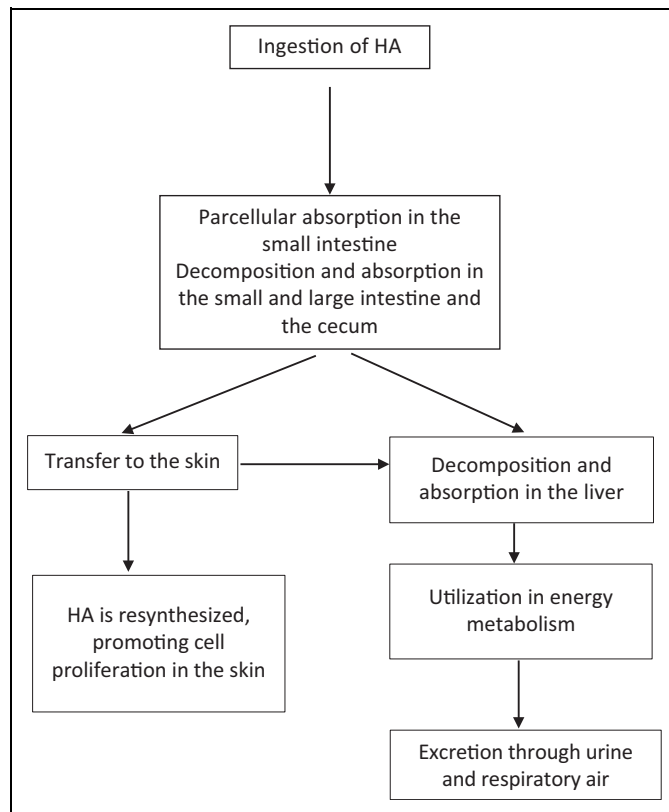 Ingestion of HA
Parcellular absorption in the
small intestine
Decomposition and absorption in
the small and large intestine and
the cecum
Transfer to the skin
Decomposition and
absorption in the liver
HA is resynthesized,
promoting cell
proliferation in the skin
Utilization in energy
metabolism
Excretion through urine
and respiratory air